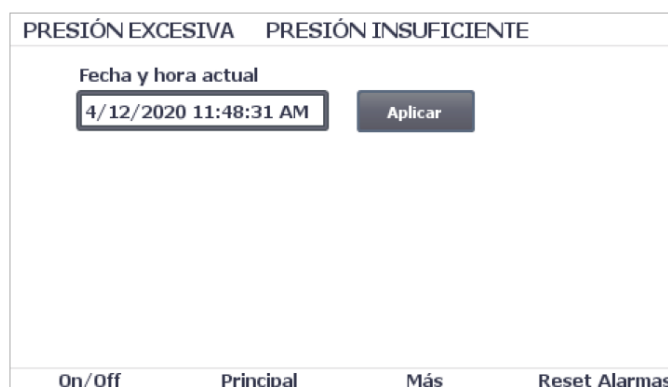 PRESIÓN EXCESIVA PRESIÓN INSUFICIENTE
Fecha y hora actual
4/12/2020 11:48:31 AM Aplicar
On/Off Principal Más Reset Alarmas